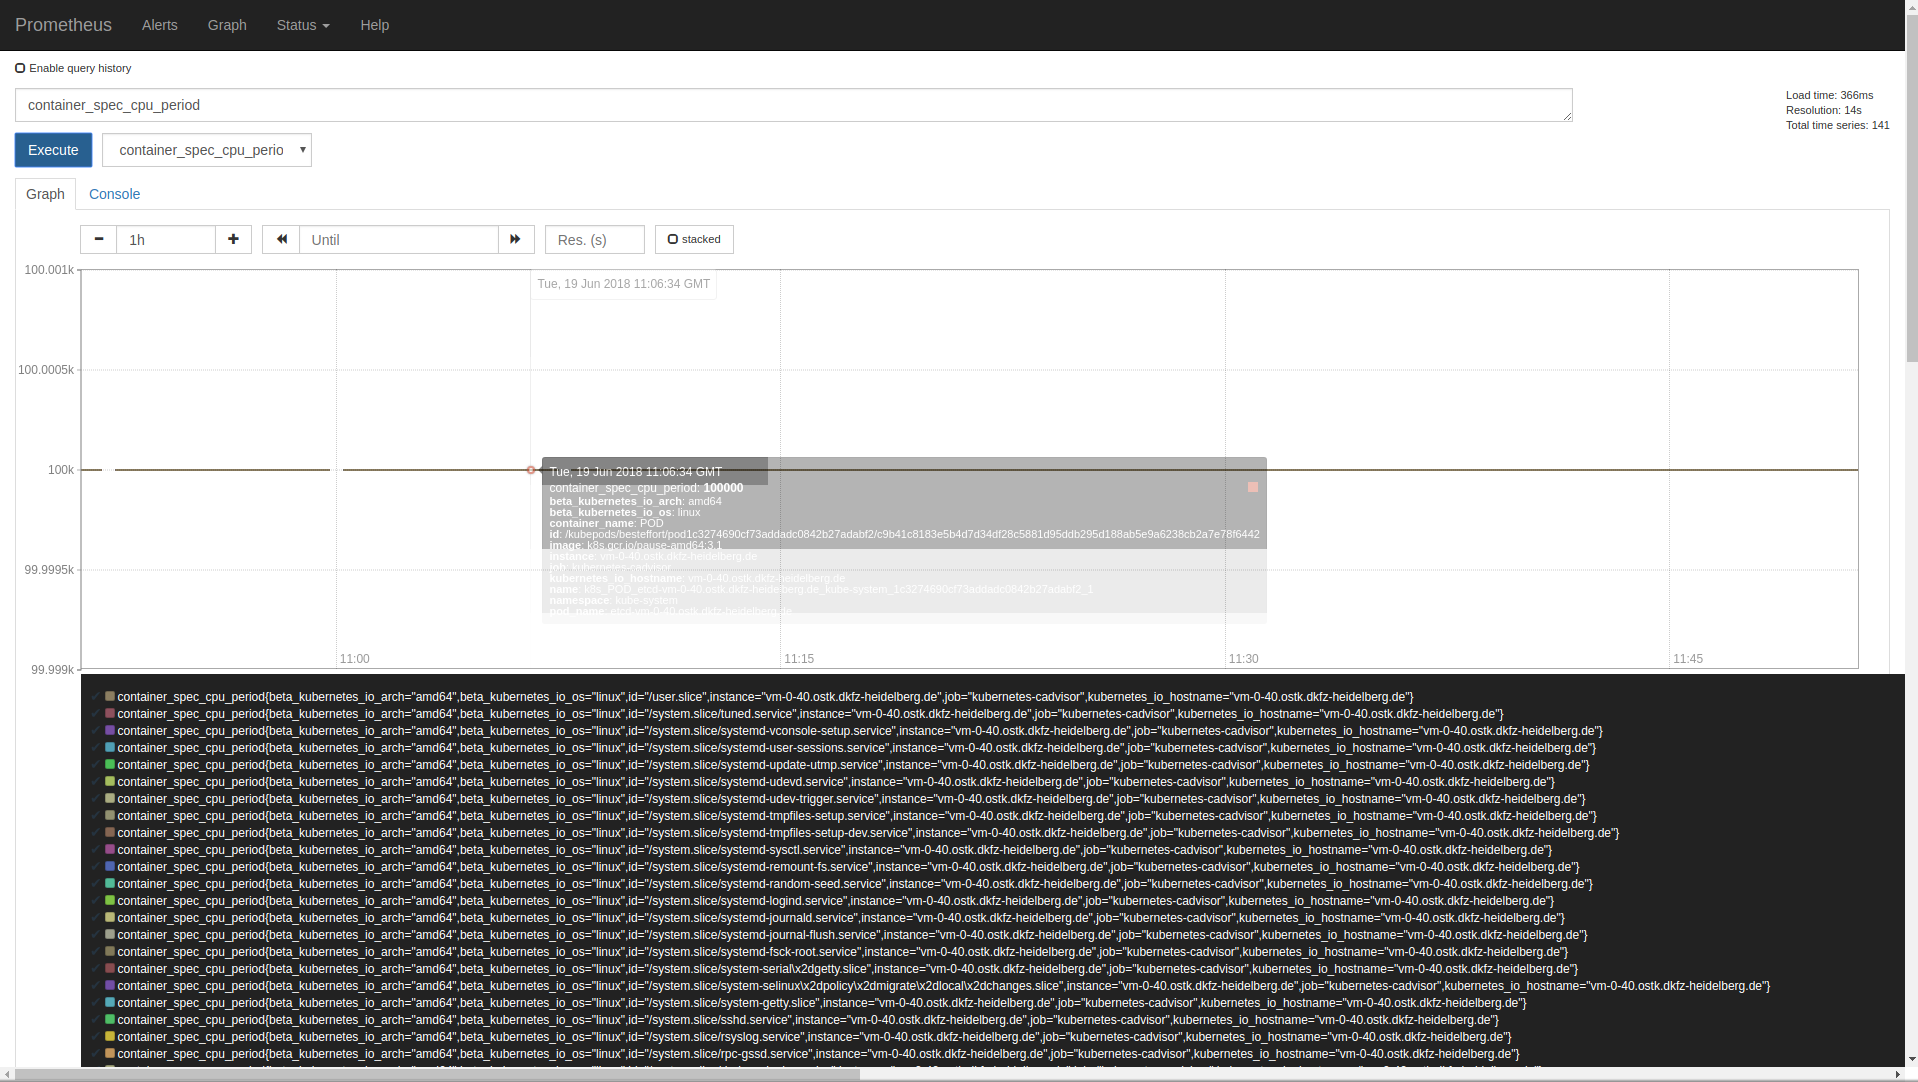 Prometheus Alerts Graph Status Help
Enable query history
container_spec_cpu_period
Load time: 366ms
Resolution: 14s
Total time series: 141
Execute container_spec_cpu_perio
Graph Console
1h Until Res. (s) stacked
100.001k
Tue, 19 Jun 2018 11:06:34 GMT
100.0005k
100k
Tue, 19 Jun 2018 11:06:34 GMT
container_spec_cpu_period: 100000
beta_kubernetes_io_arch: amd64
beta_kubernetes_io_os: linux
container_name: POD
id: /kubepods/besteffort/pod1c3274690cf73addadc0842b27adabf2/c9b41c8183e5b4d7d34df28c5881d95ddb295d188ab5e9a6238cb2a7e78f6442
image: k8s.gcr.io/pause-amd64:3.1
instance: vm-0-40.ostk.dkfz-heidelberg.de
job: kubernetes-cadvisor
99.9995k
kubernetes_io_hostname: vm-0-40.ostk.dkfz-heidelberg.de
name: k8s_POD_etcd-vm-0-40.ostk.dkfz-heidelberg.de_kube-system_1c3274690cf73addadc0842b27adabf2_1
namespace: kube-system
pod_name: etcd-vm-0-40.ostk.dkfz-heidelberg.de
11:00 11:15 11:30 11:45
99.999k
container_spec_cpu_period{beta_kubernetes_io_arch="amd64",beta_kubernetes_io_os="linux",id="/user.slice",instance="vm-0-40.ostk.dkfz-heidelberg.de",job="kubernetes-cadvisor",kubernetes_io_hostname="vm-0-40.ostk.dkfz-heidelberg.de"}
container_spec_cpu_period{beta_kubernetes_io_arch="amd64",beta_kubernetes_io_os="linux",id="/system.slice/tuned.service",instance="vm-0-40.ostk.dkfz-heidelberg.de",job="kubernetes-cadvisor",kubernetes_io_hostname="vm-0-40.ostk.dkfz-heidelberg.de"}
container_spec_cpu_period{beta_kubernetes_io_arch="amd64",beta_kubernetes_io_os="linux",id="/system.slice/systemd-vconsole-setup.service",instance="vm-0-40.ostk.dkfz-heidelberg.de",job="kubernetes-cadvisor",kubernetes_io_hostname="vm-0-40.ostk.dkfz-heidelberg.de"}
container_spec_cpu_period{beta_kubernetes_io_arch="amd64",beta_kubernetes_io_os="linux",id="/system.slice/systemd-user-sessions.service",instance="vm-0-40.ostk.dkfz-heidelberg.de",job="kubernetes-cadvisor",kubernetes_io_hostname="vm-0-40.ostk.dkfz-heidelberg.de"}
container_spec_cpu_period{beta_kubernetes_io_arch="amd64",beta_kubernetes_io_os="linux",id="/system.slice/systemd-update-utmp.service",instance="vm-0-40.ostk.dkfz-heidelberg.de",job="kubernetes-cadvisor",kubernetes_io_hostname="vm-0-40.ostk.dkfz-heidelberg.de"}
container_spec_cpu_period{beta_kubernetes_io_arch="amd64",beta_kubernetes_io_os="linux",id="/system.slice/systemd-udevd.service",instance="vm-0-40.ostk.dkfz-heidelberg.de",job="kubernetes-cadvisor",kubernetes_io_hostname="vm-0-40.ostk.dkfz-heidelberg.de"}
container_spec_cpu_period{beta_kubernetes_io_arch="amd64",beta_kubernetes_io_os="linux",id="/system.slice/systemd-udev-trigger.service",instance="vm-0-40.ostk.dkfz-heidelberg.de",job="kubernetes-cadvisor",kubernetes_io_hostname="vm-0-40.ostk.dkfz-heidelberg.de"}
container_spec_cpu_period{beta_kubernetes_io_arch="amd64",beta_kubernetes_io_os="linux",id="/system.slice/systemd-tmpfiles-setup.service",instance="vm-0-40.ostk.dkfz-heidelberg.de",job="kubernetes-cadvisor",kubernetes_io_hostname="vm-0-40.ostk.dkfz-heidelberg.de"}
container_spec_cpu_period{beta_kubernetes_io_arch="amd64",beta_kubernetes_io_os="linux",id="/system.slice/systemd-tmpfiles-setup-dev.service",instance="vm-0-40.ostk.dkfz-heidelberg.de",job="kubernetes-cadvisor",kubernetes_io_hostname="vm-0-40.ostk.dkfz-heidelberg.de"}
container_spec_cpu_period{beta_kubernetes_io_arch="amd64",beta_kubernetes_io_os="linux",id="/system.slice/systemd-sysctl.service",instance="vm-0-40.ostk.dkfz-heidelberg.de",job="kubernetes-cadvisor",kubernetes_io_hostname="vm-0-40.ostk.dkfz-heidelberg.de"}
container_spec_cpu_period{beta_kubernetes_io_arch="amd64",beta_kubernetes_io_os="linux",id="/system.slice/systemd-remount-fs.service",instance="vm-0-40.ostk.dkfz-heidelberg.de",job="kubernetes-cadvisor",kubernetes_io_hostname="vm-0-40.ostk.dkfz-heidelberg.de"}
container_spec_cpu_period{beta_kubernetes_io_arch="amd64",beta_kubernetes_io_os="linux",id="/system.slice/systemd-random-seed.service",instance="vm-0-40.ostk.dkfz-heidelberg.de",job="kubernetes-cadvisor",kubernetes_io_hostname="vm-0-40.ostk.dkfz-heidelberg.de"}
container_spec_cpu_period{beta_kubernetes_io_arch="amd64",beta_kubernetes_io_os="linux",id="/system.slice/systemd-logind.service",instance="vm-0-40.ostk.dkfz-heidelberg.de",job="kubernetes-cadvisor",kubernetes_io_hostname="vm-0-40.ostk.dkfz-heidelberg.de"}
container_spec_cpu_period{beta_kubernetes_io_arch="amd64",beta_kubernetes_io_os="linux",id="/system.slice/systemd-journald.service",instance="vm-0-40.ostk.dkfz-heidelberg.de",job="kubernetes-cadvisor",kubernetes_io_hostname="vm-0-40.ostk.dkfz-heidelberg.de"}
container_spec_cpu_period{beta_kubernetes_io_arch="amd64",beta_kubernetes_io_os="linux",id="/system.slice/systemd-journal-flush.service",instance="vm-0-40.ostk.dkfz-heidelberg.de",job="kubernetes-cadvisor",kubernetes_io_hostname="vm-0-40.ostk.dkfz-heidelberg.de"}
container_spec_cpu_period{beta_kubernetes_io_arch="amd64",beta_kubernetes_io_os="linux",id="/system.slice/systemd-fsck-root.service",instance="vm-0-40.ostk.dkfz-heidelberg.de",job="kubernetes-cadvisor",kubernetes_io_hostname="vm-0-40.ostk.dkfz-heidelberg.de"}
container_spec_cpu_period{beta_kubernetes_io_arch="amd64",beta_kubernetes_io_os="linux",id="/system.slice/system-serial\x2dgetty.slice",instance="vm-0-40.ostk.dkfz-heidelberg.de",job="kubernetes-cadvisor",kubernetes_io_hostname="vm-0-40.ostk.dkfz-heidelberg.de"}
container_spec_cpu_period{beta_kubernetes_io_arch="amd64",beta_kubernetes_io_os="linux",id="/system.slice/system-selinux\x2dpolicy\x2dmigrate\x2dlocal\x2dchanges.slice",instance="vm-0-40.ostk.dkfz-heidelberg.de",job="kubernetes-cadvisor",kubernetes_io_hostname="vm-0-40.ostk.dkfz-heidelberg.de"}
container_spec_cpu_period{beta_kubernetes_io_arch="amd64",beta_kubernetes_io_os="linux",id="/system.slice/system-getty.slice",instance="vm-0-40.ostk.dkfz-heidelberg.de",job="kubernetes-cadvisor",kubernetes_io_hostname="vm-0-40.ostk.dkfz-heidelberg.de"}
container_spec_cpu_period{beta_kubernetes_io_arch="amd64",beta_kubernetes_io_os="linux",id="/system.slice/sshd.service",instance="vm-0-40.ostk.dkfz-heidelberg.de",job="kubernetes-cadvisor",kubernetes_io_hostname="vm-0-40.ostk.dkfz-heidelberg.de"}
container_spec_cpu_period{beta_kubernetes_io_arch="amd64",beta_kubernetes_io_os="linux",id="/system.slice/rsyslog.service",instance="vm-0-40.ostk.dkfz-heidelberg.de",job="kubernetes-cadvisor",kubernetes_io_hostname="vm-0-40.ostk.dkfz-heidelberg.de"}
container_spec_cpu_period{beta_kubernetes_io_arch="amd64",beta_kubernetes_io_os="linux",id="/system.slice/rpc-gssd.service",instance="vm-0-40.ostk.dkfz-heidelberg.de",job="kubernetes-cadvisor",kubernetes_io_hostname="vm-0-40.ostk.dkfz-heidelberg.de"}